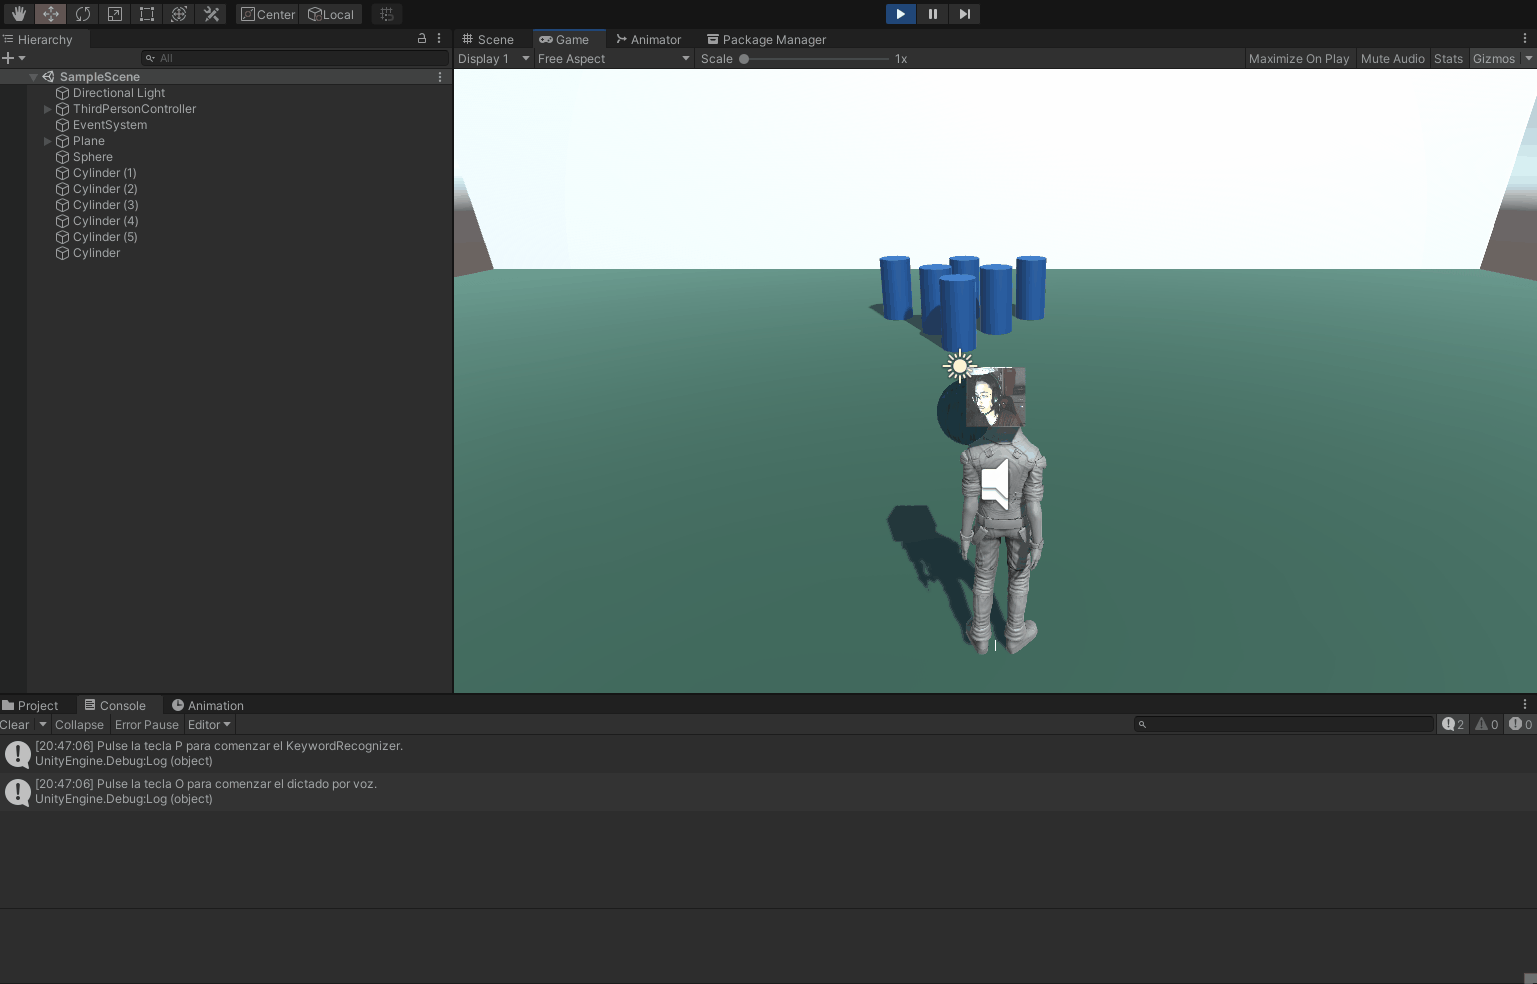 Center
Local
Hierarchy
All
SampleScene
Directional Light
ThirdPersonController
EventSystem
Plane
Sphere
Cylinder (1)
Cylinder (2)
Cylinder (3)
Cylinder (4)
Cylinder (5)
Cylinder
Scene Game Animator Package Manager
Display 1 Free Aspect Scale 1x Maximize On Play Mute Audio Stats Gizmos
Project Console Animation
Clear Collapse Error Pause Editor 2 0 0
[20:47:06] Pulse la tecla P para comenzar el KeywordRecognizer.
UnityEngine.Debug:Log (object)
[20:47:06] Pulse la tecla O para comenzar el dictado por voz.
UnityEngine.Debug:Log (object)